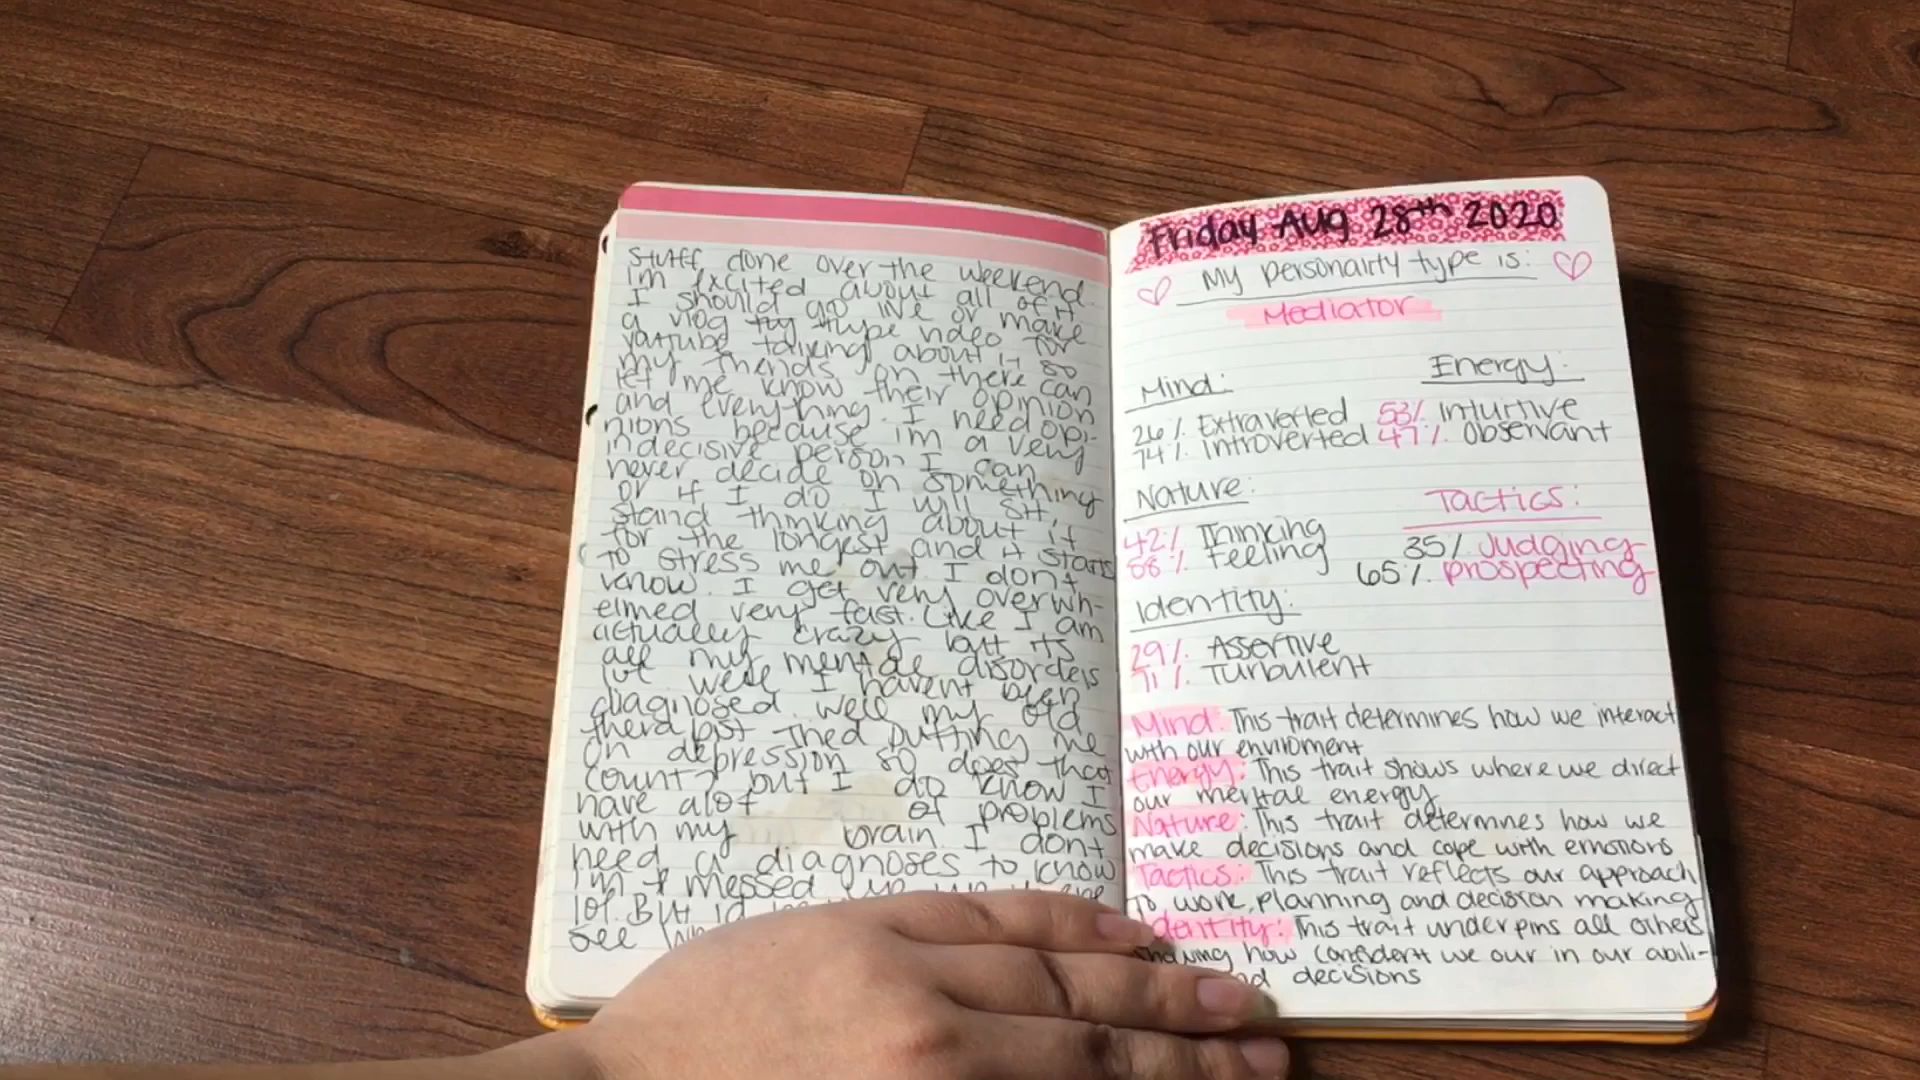 stuff done over the weekend.
I'm excited about all of it
I should go live or make
a vlog type video for
my friends on there can
let me know their opinion
and everything. I need opi-
nions because im a very
indecisive person I can
never decide on something
or if I do I will sit,
stand thinking about it
for the longest and it starts
to stress me out I don't
know. I get very overwh-
elmed very fast. Like I am
actually crazy but its
all my mental disorders
lol. well I havent been
diagnosed. well my old
therapist tried putting me
on depression so does that
count? but I do know I
have alot of problems
with my brain. I dont
need a diagnoses to know
I'm messed up
lol. But id
see
Friday Aug 28th 2020
My personality type is:
Mediator
Mind:
26% Extraverted
74% Introverted
Energy:
53% Intuitive
47% Observant
Nature:
42% Thinking
58% Feeling
Tactics:
35% Judging
65% prospecting
Identity:
29% Assertive
71% Turbulent
Mind: This trait determines how we interact
with our enviroment
Energy: This trait shows where we direct
our mental energy
Nature: This trait determines how we
make decisions and cope with emotions
Tactics: This trait reflects our approach
to work, planning and decision making
dentity: This trait underpins all others
showing how confident we our in our abili-
decisions